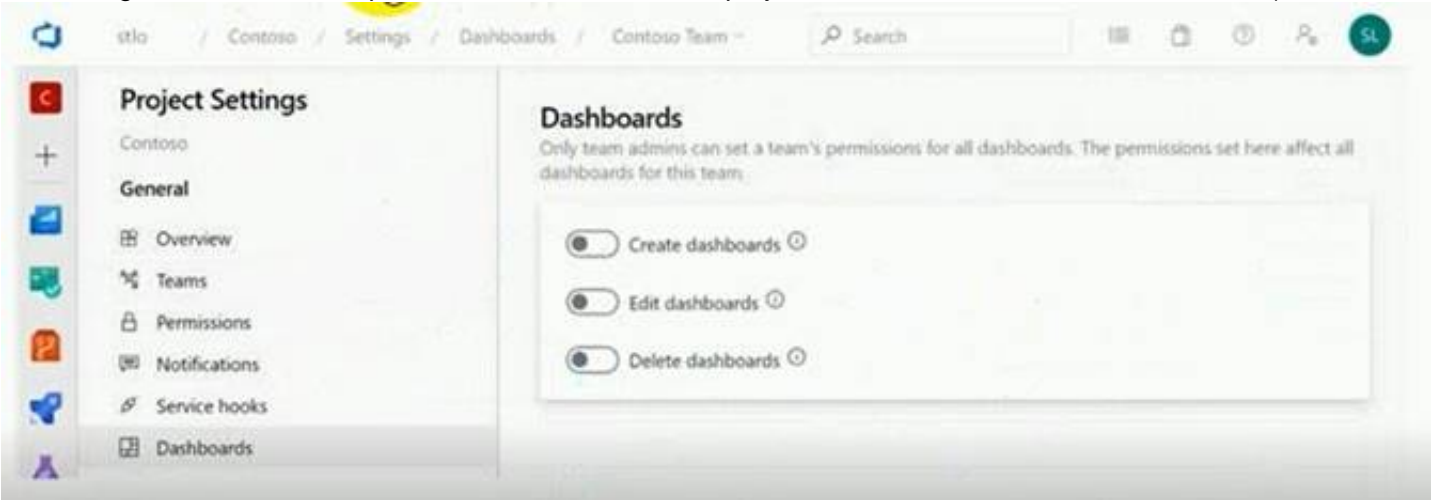 stlo / Contoso / Settings / Dashboards / Contoso Team
Search
SL
C
Project Settings
Contoso
General
Overview
Teams
Permissions
Notifications
Service hooks
Dashboards
Dashboards
Only team admins can set a team's permissions for all dashboards. The permissions set here affect all
dashboards for this team.
Create dashboards
Edit dashboards
Delete dashboards